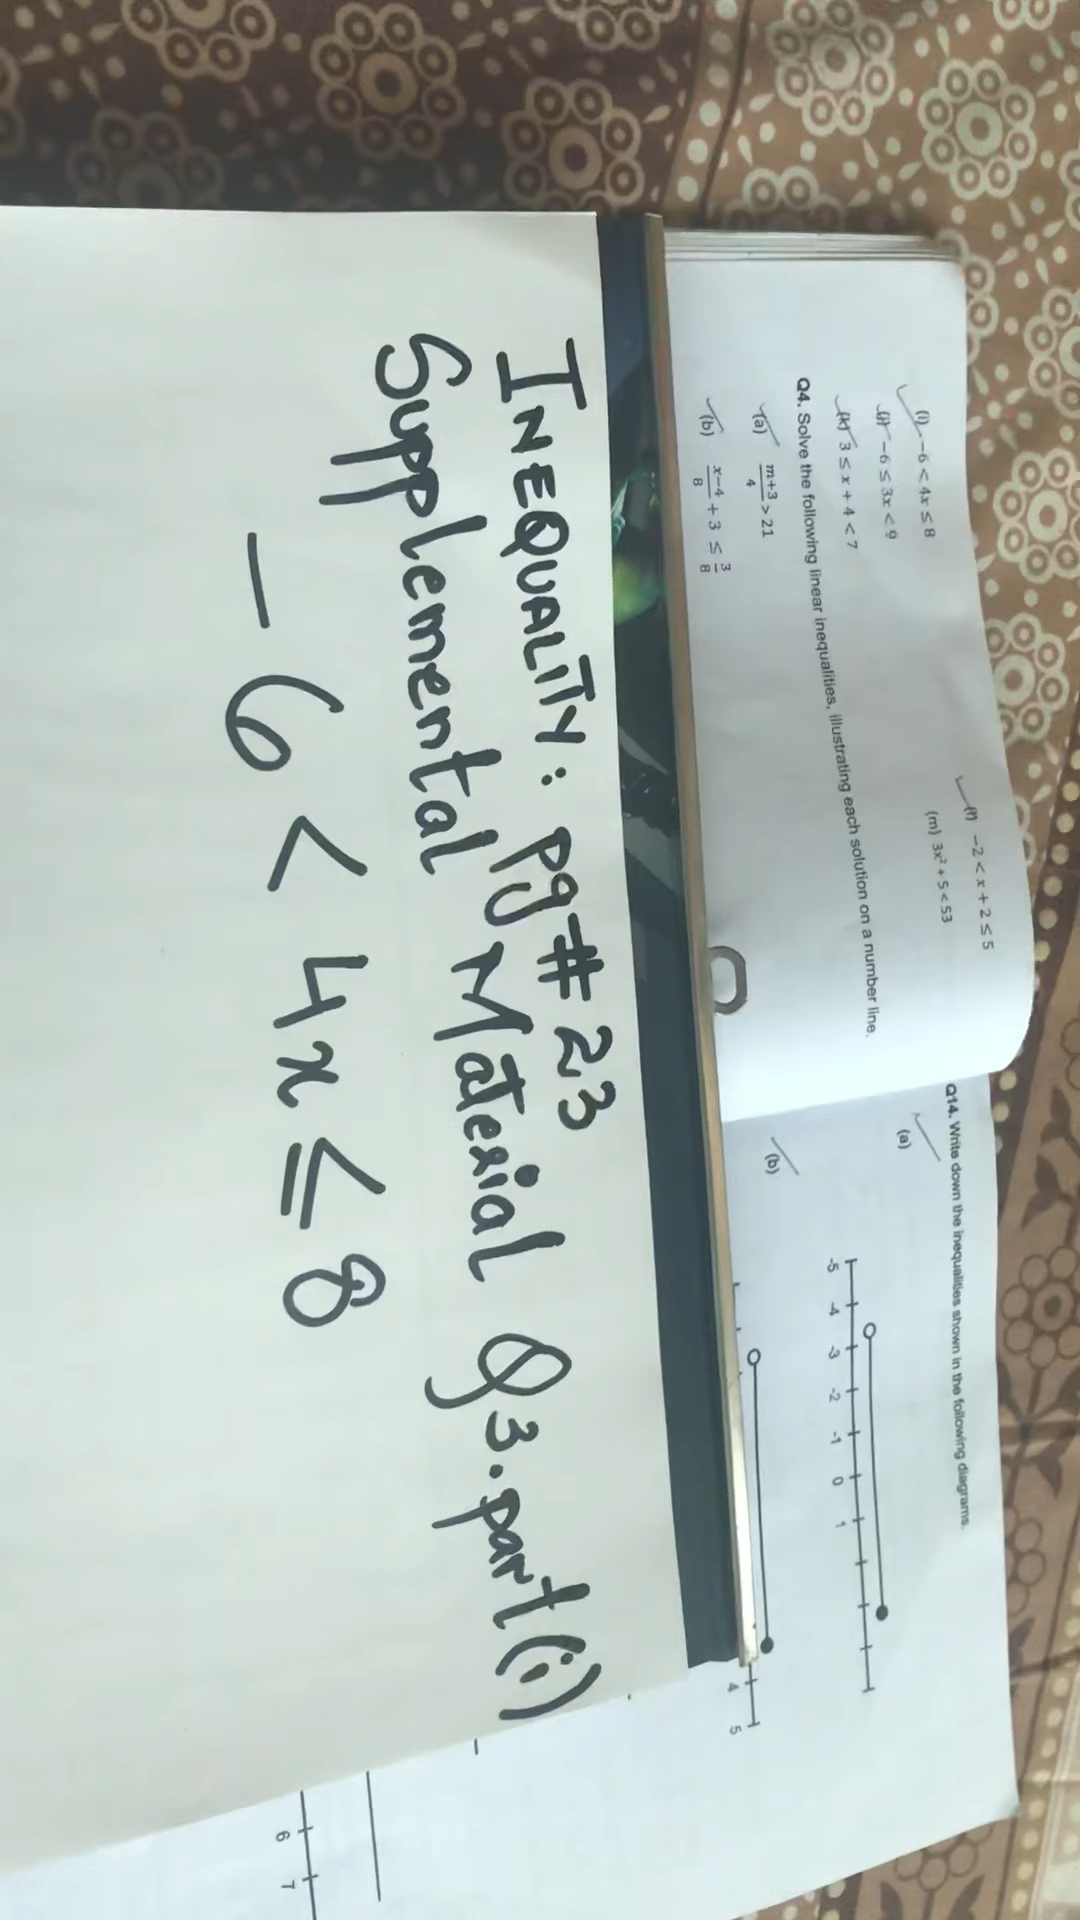 (i) -6 < 4x ≤ 8
(j) -6 ≤ 3x < 9
(k) 3 ≤ x + 4 < 7
-2 < x + 2 ≤ 5
(m) 3x² + 5 < 53
Q4. Solve the following linear inequalities, illustrating each solution on a number line.
(a) m+3/4 > 21
(b) x-4/8 + 3 ≤ 3/8
Q14. Write down the inequalities shown in the following diagrams.
(a)
-5 -4 -3 -2 -1 0 1
(b)
4 5
INEQUALITY: pg # 23
Supplemental Material Q3.part(i)
-6 < 4x ≤ 8
6 7